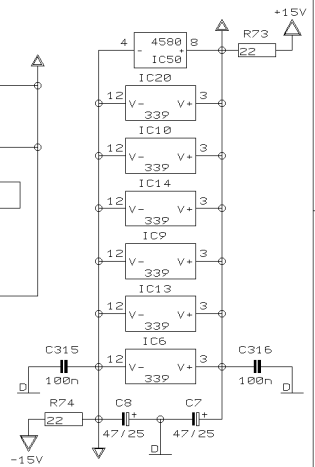 +15V
R73
22
4 4580 8
- +
IC50
IC20
12 V- V+ 3
339
IC10
12 V- V+ 3
339
IC14
12 V- V+ 3
339
IC9
12 V- V+ 3
339
IC13
12 V- V+ 3
339
IC6
12 V- V+ 3
339
C315
100n
D
C316
100n
D
R74
22
-15V
C8
+
47/25
C7
+
47/25
D